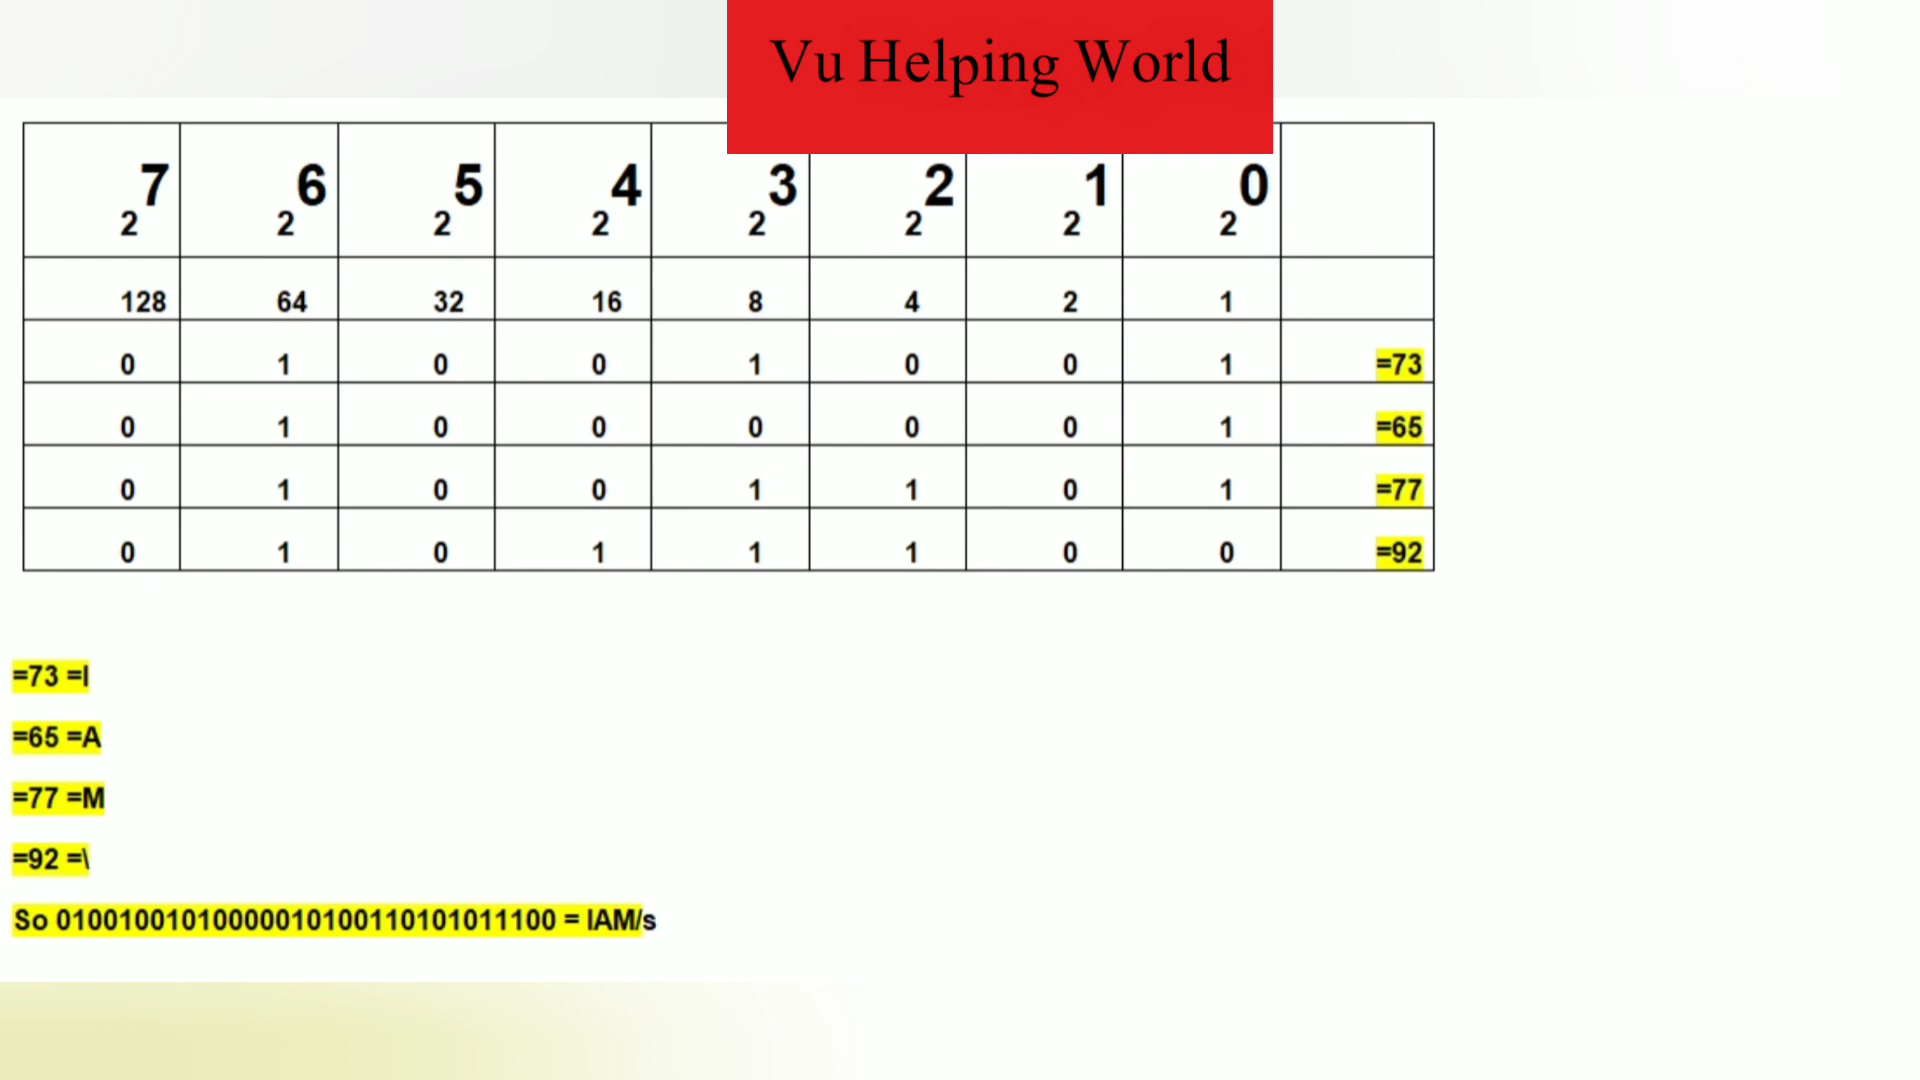 Vu Helping World
2^7 2^6 2^5 2^4 2^3 2^2 2^1 2^0
128 64 32 16 8 4 2 1
0 1 0 0 1 0 0 1 =73
0 1 0 0 0 0 0 1 =65
0 1 0 0 1 1 0 1 =77
0 1 0 1 1 1 0 0 =92
=73 =I
=65 =A
=77 =M
=92 =\
So 01001001010000010100110101011100 = IAM/s